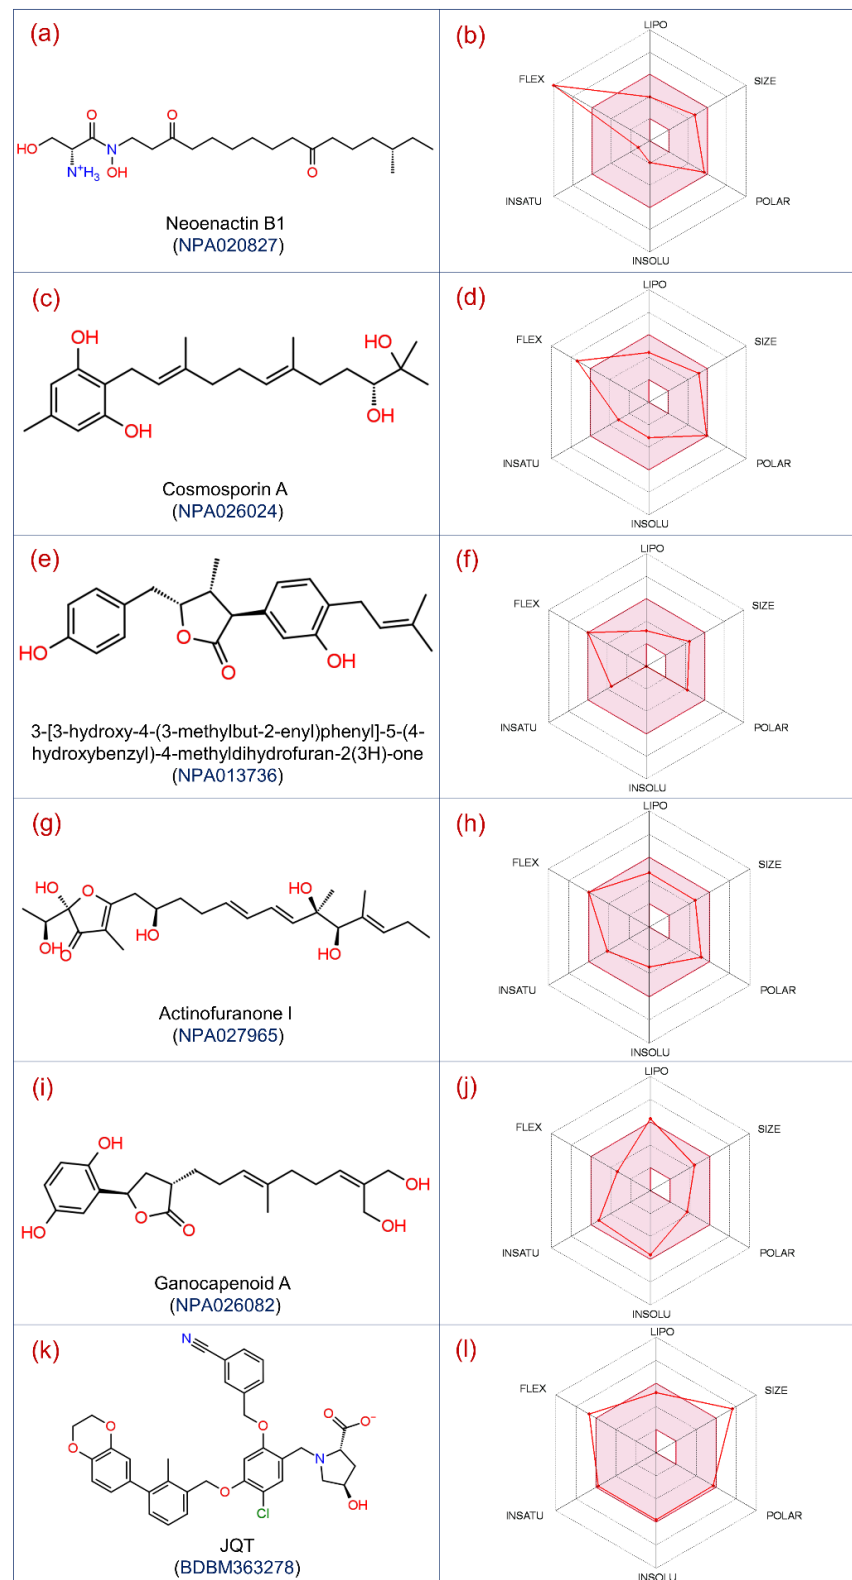 (a)
HO
O
N
OH
N⁺H₃
O
O
Neoenactin B1
(NPA020827)
(b)
LIPO
FLEX
SIZE
INSATU
POLAR
INSOLU
(c)
OH
OH
HO
OH
Cosmosporin A
(NPA026024)
(d)
LIPO
FLEX
SIZE
INSATU
POLAR
INSOLU
(e)
HO
O
O
OH
3-[3-hydroxy-4-(3-methylbut-2-enyl)phenyl]-5-(4-
hydroxybenzyl)-4-methyldihydrofuran-2(3H)-one
(NPA013736)
(f)
LIPO
FLEX
SIZE
INSATU
POLAR
INSOLU
(g)
HO
O
OH
O
OH
HO
HO
Actinofuranone I
(NPA027965)
(h)
LIPO
FLEX
SIZE
INSATU
POLAR
INSOLU
(i)
OH
HO
O
O
OH
OH
Ganocapenoid A
(NPA026082)
(j)
LIPO
FLEX
SIZE
INSATU
POLAR
INSOLU
(k)
N
O
O
O
O⁻
N
O
O
Cl
OH
JQT
(BDBM363278)
(l)
LIPO
FLEX
SIZE
INSATU
POLAR
INSOLU